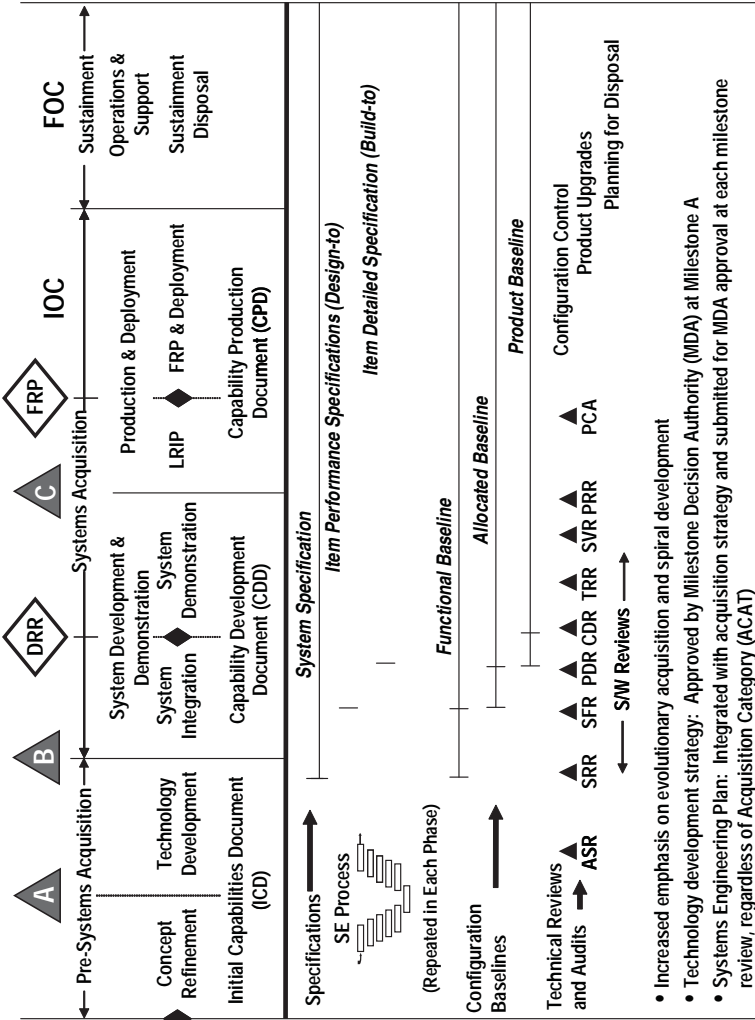 A
B
DRR
C
FRP
IOC
FOC
Pre-Systems Acquisition
Systems Acquisition
Sustainment
Concept
Refinement
Technology
Development
Initial Capabilities Document
(ICD)
System Development &
Demonstration
System
Integration
System
Demonstration
Capability Development
Document (CDD)
Production & Deployment
LRIP
FRP & Deployment
Capability Production
Document (CPD)
Operations &
Support
Sustainment
Disposal
Specifications
System Specification
Item Performance Specifications (Design-to)
Item Detailed Specification (Build-to)
SE Process
(Repeated in Each Phase)
Configuration
Baselines
Functional Baseline
Allocated Baseline
Product Baseline
Technical Reviews
and Audits
ASR
SRR
SFR
PDR
CDR
TRR
SVR
PRR
PCA
S/W Reviews
Configuration Control
Product Upgrades
Planning for Disposal
• Increased emphasis on evolutionary acquisition and spiral development
• Technology development strategy: Approved by Milestone Decision Authority (MDA) at Milestone A
• Systems Engineering Plan: Integrated with acquisition strategy and submitted for MDA approval at each milestone
review, regardless of Acquisition Category (ACAT)